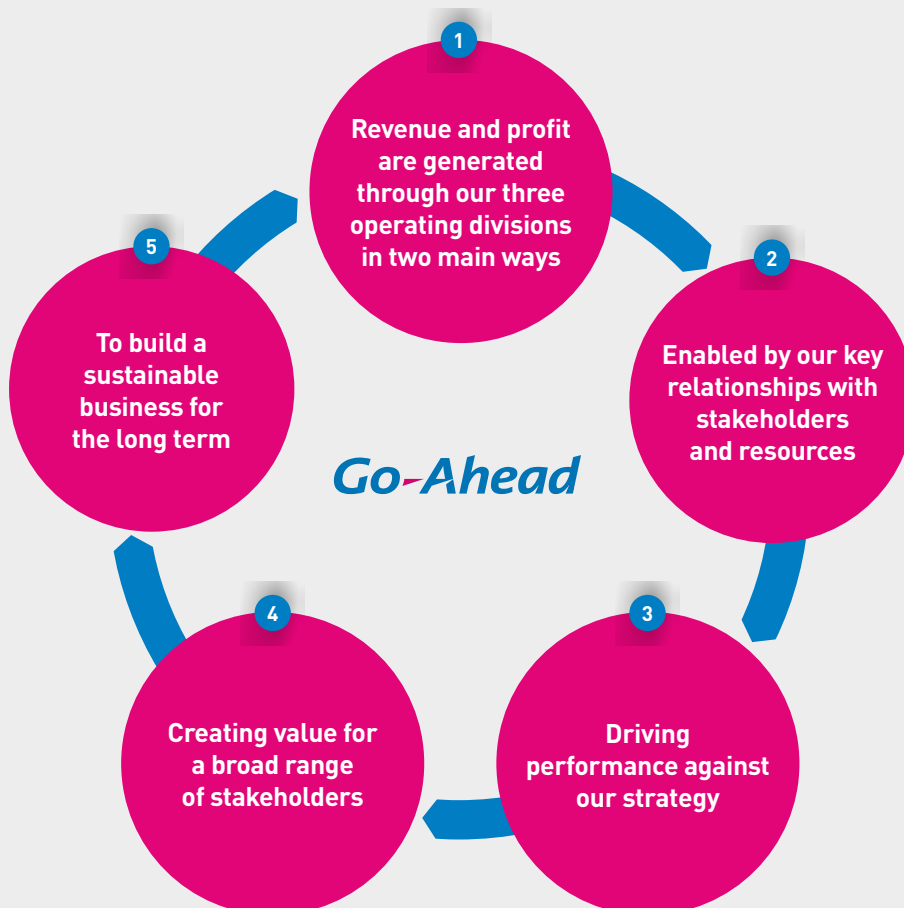 1
Revenue and profit
are generated
through our three
operating divisions
in two main ways
2
Enabled by our key
relationships with
stakeholders
and resources
3
Driving
performance against
our strategy
4
Creating value for
a broad range
of stakeholders
5
To build a
sustainable
business for
the long term
Go-Ahead